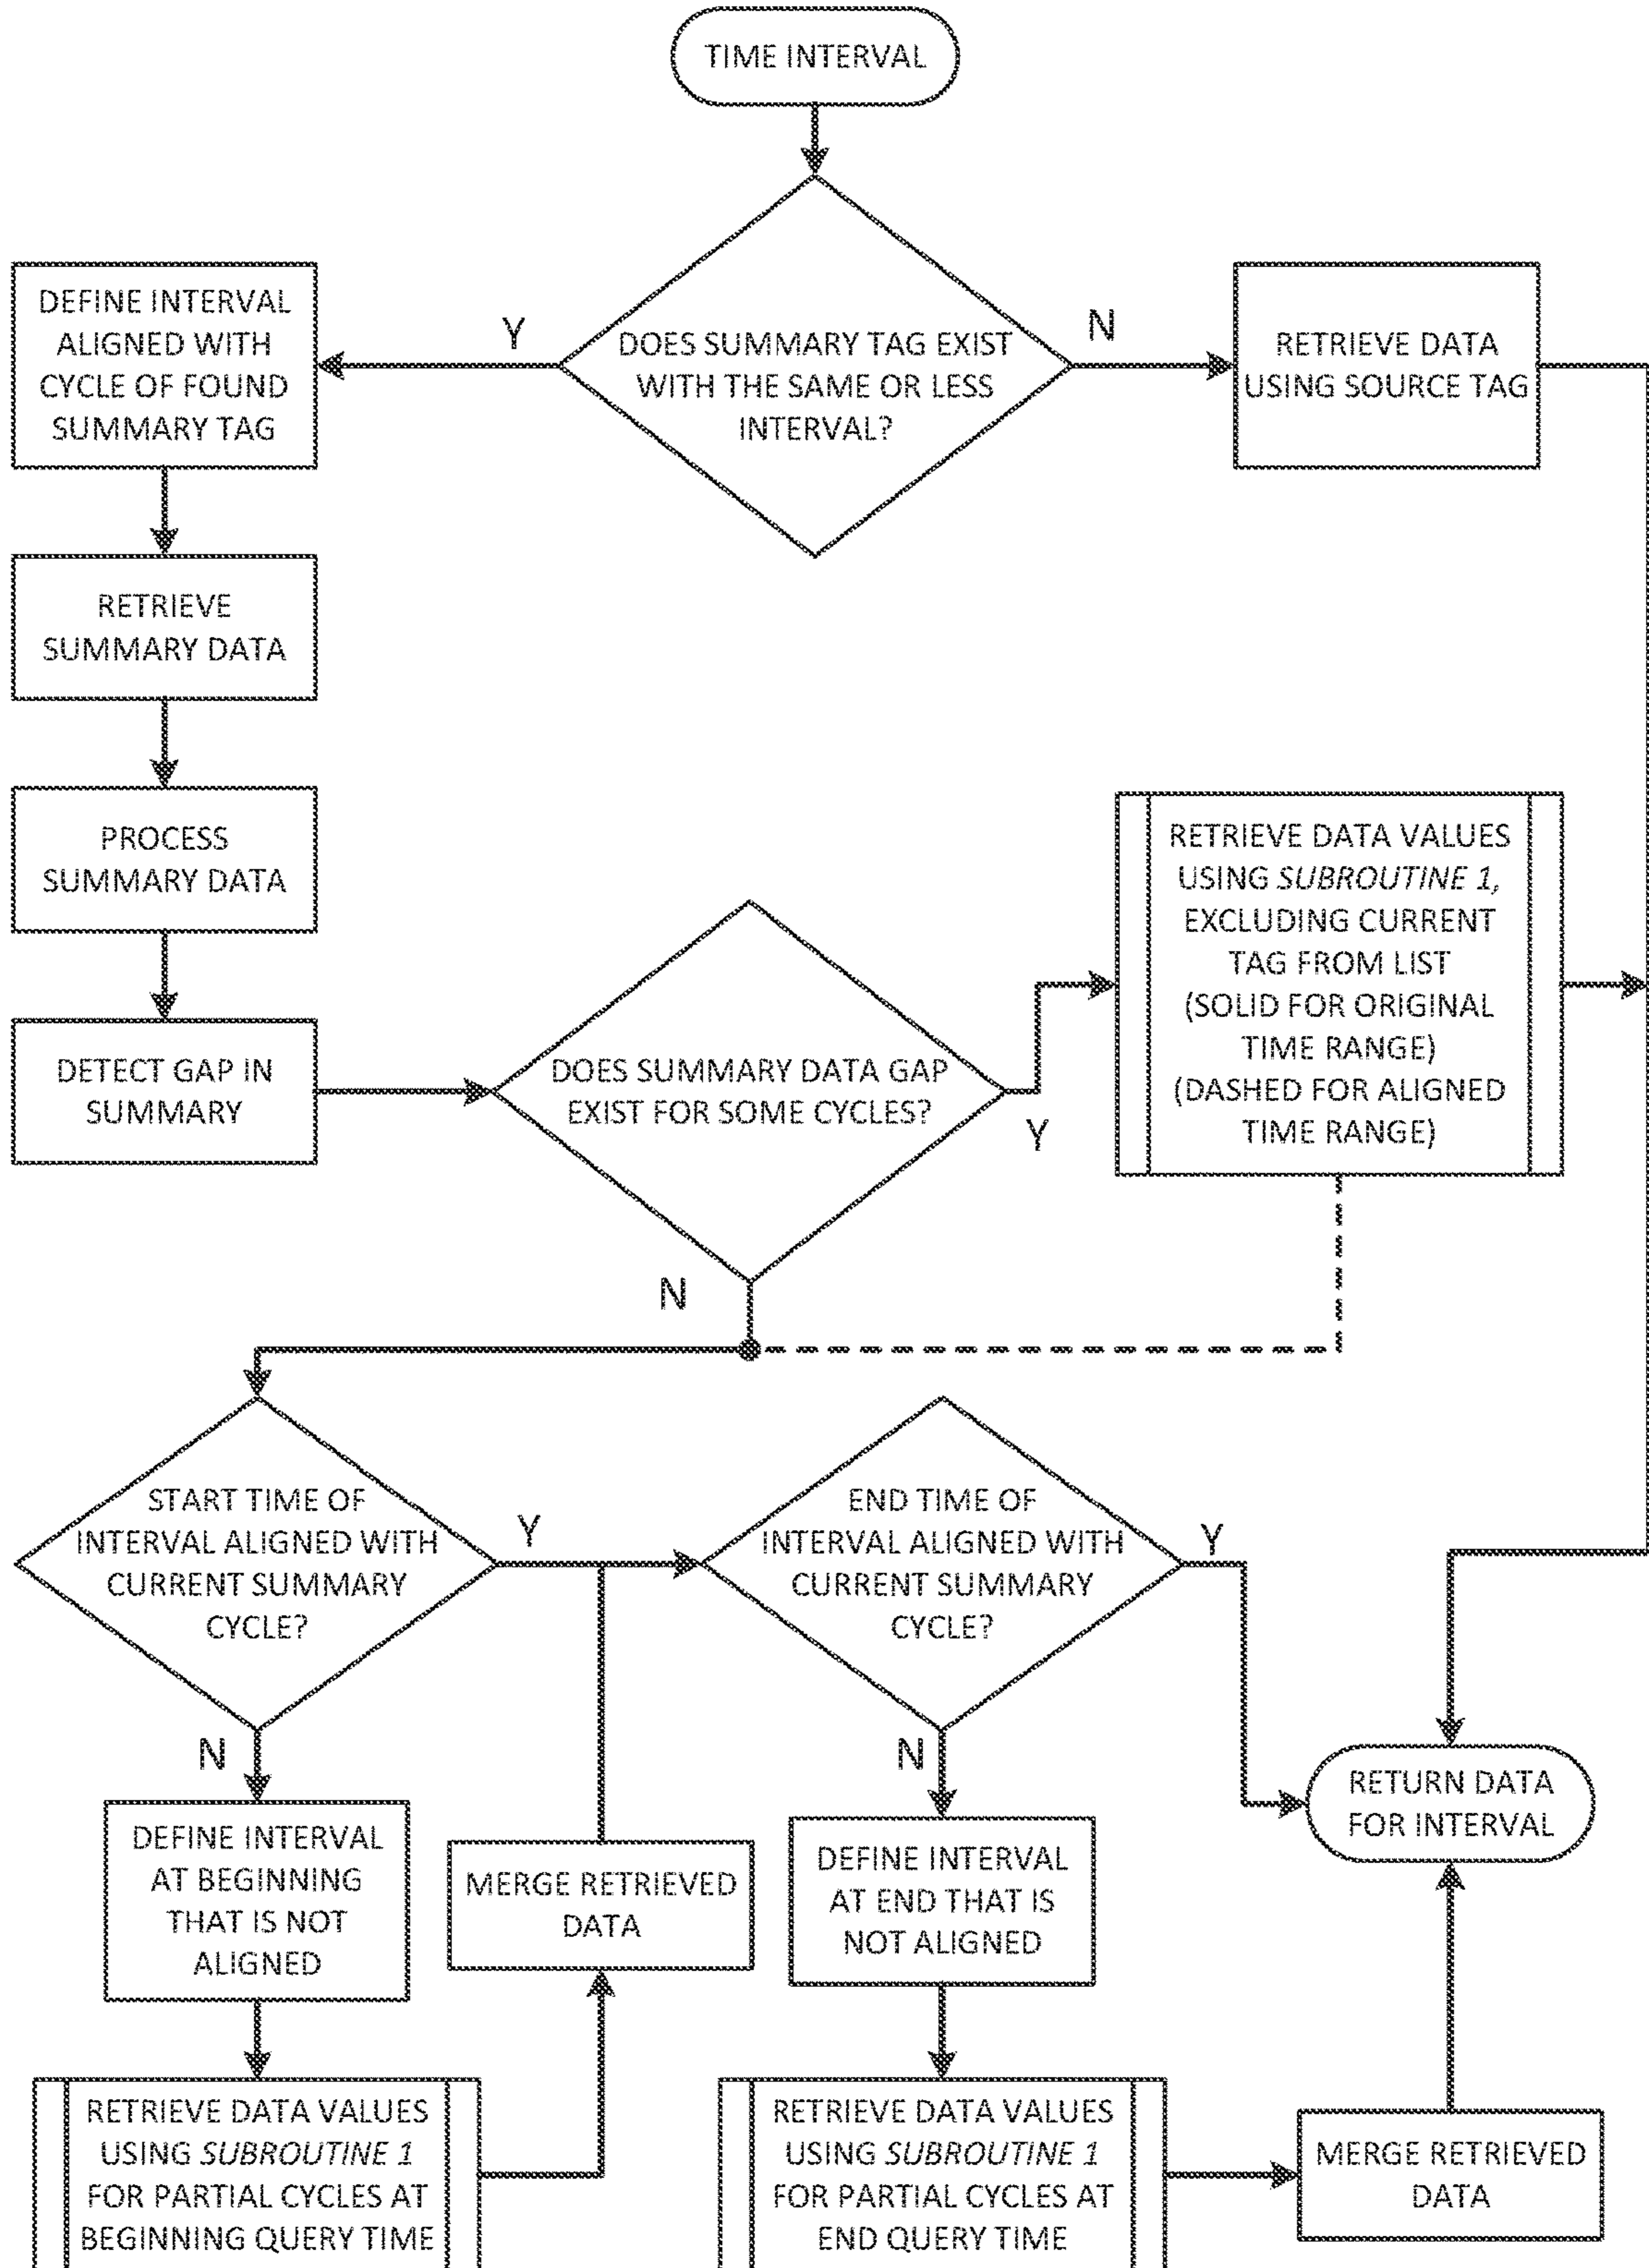 TIME INTERVAL
DOES SUMMARY TAG EXIST
WITH THE SAME OR LESS
INTERVAL?
Y
N
DEFINE INTERVAL
ALIGNED WITH
CYCLE OF FOUND
SUMMARY TAG
RETRIEVE DATA
USING SOURCE TAG
RETRIEVE
SUMMARY DATA
PROCESS
SUMMARY DATA
DETECT GAP IN
SUMMARY
DOES SUMMARY DATA GAP
EXIST FOR SOME CYCLES?
Y
N
RETRIEVE DATA VALUES
USING SUBROUTINE 1,
EXCLUDING CURRENT
TAG FROM LIST
(SOLID FOR ORIGINAL
TIME RANGE)
(DASHED FOR ALIGNED
TIME RANGE)
START TIME OF
INTERVAL ALIGNED WITH
CURRENT SUMMARY
CYCLE?
Y
N
END TIME OF
INTERVAL ALIGNED WITH
CURRENT SUMMARY
CYCLE?
Y
N
DEFINE INTERVAL
AT BEGINNING
THAT IS NOT
ALIGNED
MERGE RETRIEVED
DATA
DEFINE INTERVAL
AT END THAT IS
NOT ALIGNED
RETURN DATA
FOR INTERVAL
RETRIEVE DATA VALUES
USING SUBROUTINE 1
FOR PARTIAL CYCLES AT
BEGINNING QUERY TIME
RETRIEVE DATA VALUES
USING SUBROUTINE 1
FOR PARTIAL CYCLES AT
END QUERY TIME
MERGE RETRIEVED
DATA